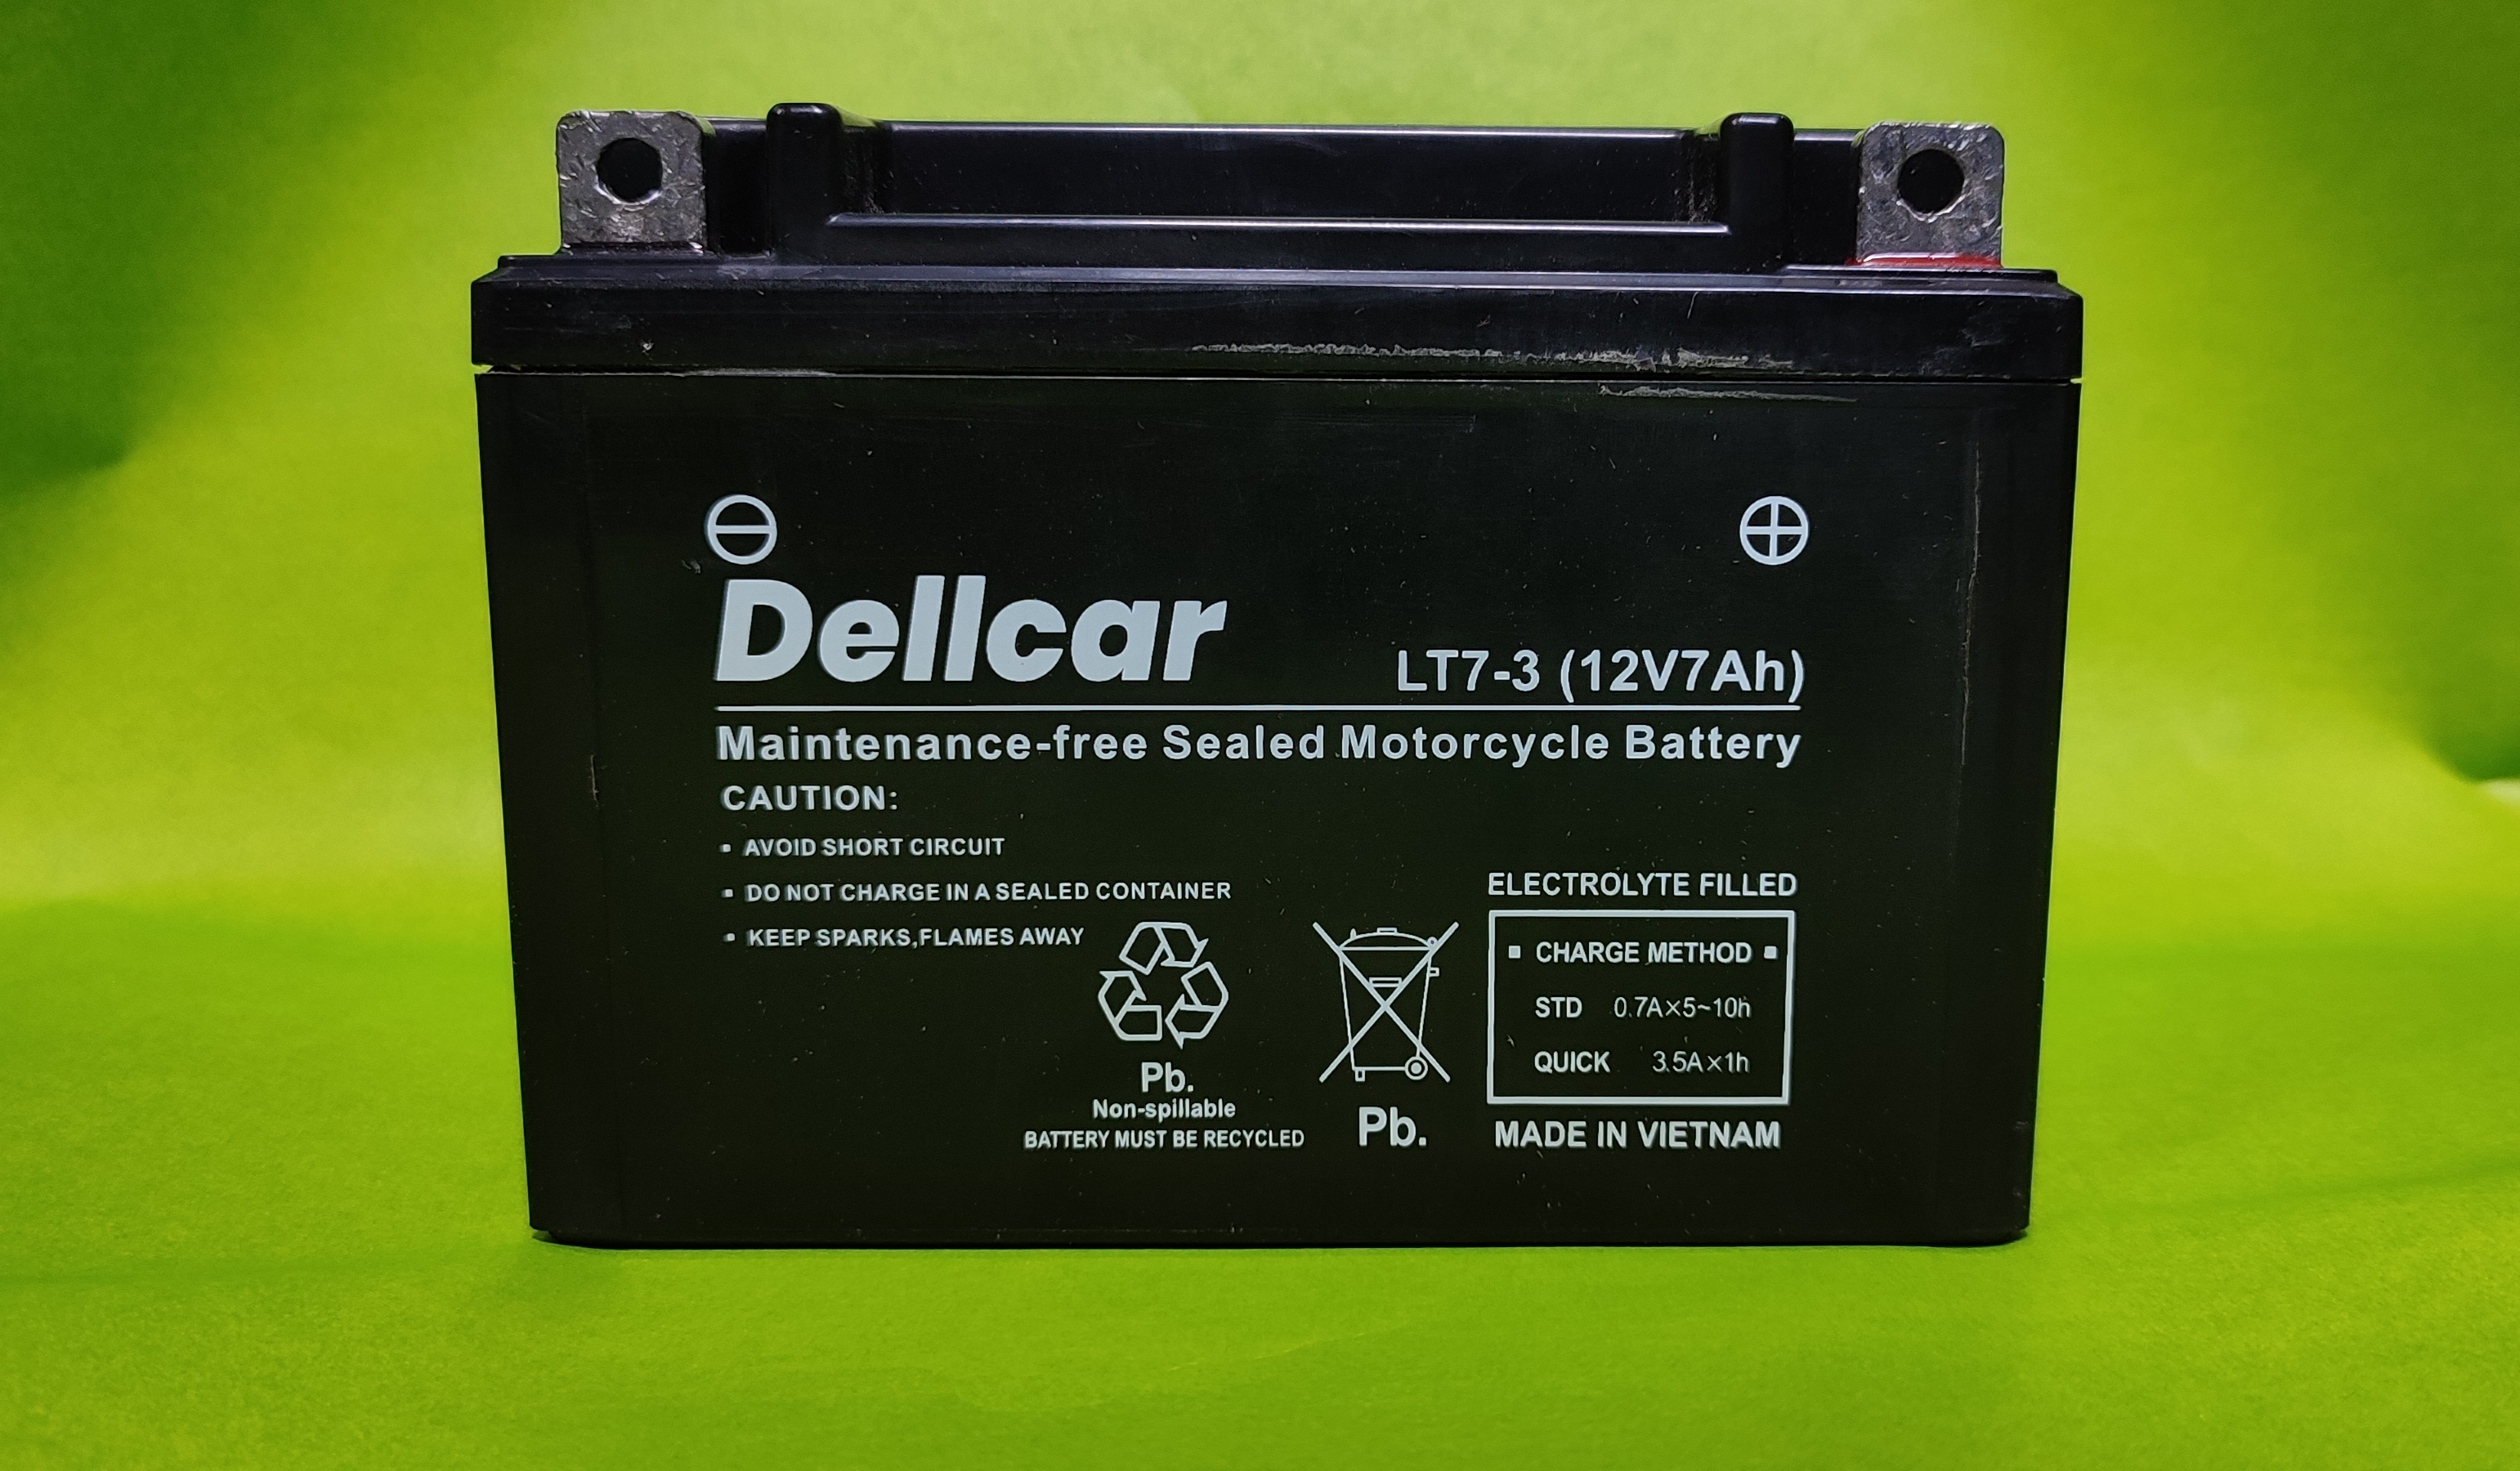 Dellcar
LT7-3 (12V7Ah)
Maintenance-free Sealed Motorcycle Battery
CAUTION:
▪ AVOID SHORT CIRCUIT
▪ DO NOT CHARGE IN A SEALED CONTAINER
▪ KEEP SPARKS,FLAMES AWAY
Pb.
Non-spillable
BATTERY MUST BE RECYCLED
Pb.
ELECTROLYTE FILLED
▪ CHARGE METHOD ▪
STD 0.7A×5~10h
QUICK 3.5A×1h
MADE IN VIETNAM